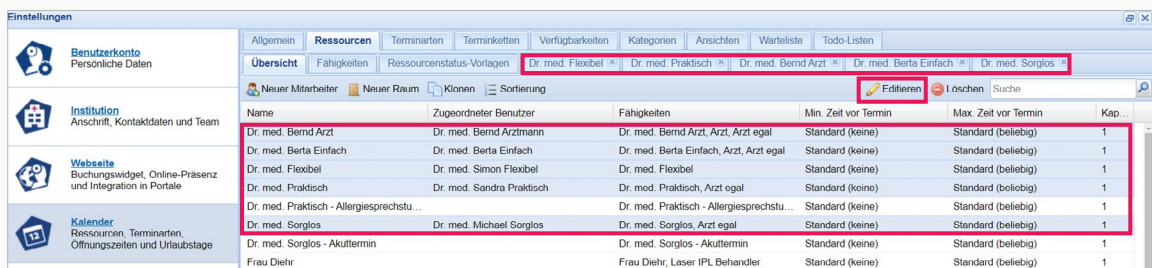 Einstellungen
Benutzerkonto
Persönliche Daten
Institution
Anschrift, Kontaktdaten und Team
Webseite
Buchungswidget, Online-Präsenz
und Integration in Portale
Kalender
Ressourcen, Terminarten,
Öffnungszeiten und Urlaubstage
12
Allgemein Ressourcen Terminarten Terminketten Verfügbarkeiten Kategorien Ansichten Warteliste Todo-Listen
Übersicht Fähigkeiten Ressourcenstatus-Vorlagen Dr. med. Flexibel Dr. med. Praktisch Dr. med. Bernd Arzt Dr. med. Berta Einfach Dr. med. Sorglos
Neuer Mitarbeiter Neuer Raum Klonen Sortierung Editieren Löschen Suche
Name Zugeordneter Benutzer Fähigkeiten Min. Zeit vor Termin Max. Zeit vor Termin Kap...
Dr. med. Bernd Arzt Dr. med. Bernd Arztmann Dr. med. Bernd Arzt, Arzt, Arzt egal Standard (keine) Standard (beliebig) 1
Dr. med. Berta Einfach Dr. med. Berta Einfach Dr. med. Berta Einfach, Arzt, Arzt egal Standard (keine) Standard (beliebig) 1
Dr. med. Flexibel Dr. med. Simon Flexibel Dr. med. Flexibel Standard (keine) Standard (beliebig) 1
Dr. med. Praktisch Dr. med. Sandra Praktisch Dr. med. Praktisch, Arzt egal Standard (keine) Standard (beliebig) 1
Dr. med. Praktisch - Allergiesprechstu... Dr. med. Praktisch - Allergiesprechstu... Standard (keine) Standard (beliebig) 1
Dr. med. Sorglos Dr. med. Michael Sorglos Dr. med. Sorglos, Arzt egal Standard (keine) Standard (beliebig) 1
Dr. med. Sorglos - Akuttermin Dr. med. Sorglos - Akuttermin Standard (keine) Standard (beliebig) 1
Frau Diehr Frau Diehr, Laser IPL Behandler Standard (keine) Standard (beliebig) 1